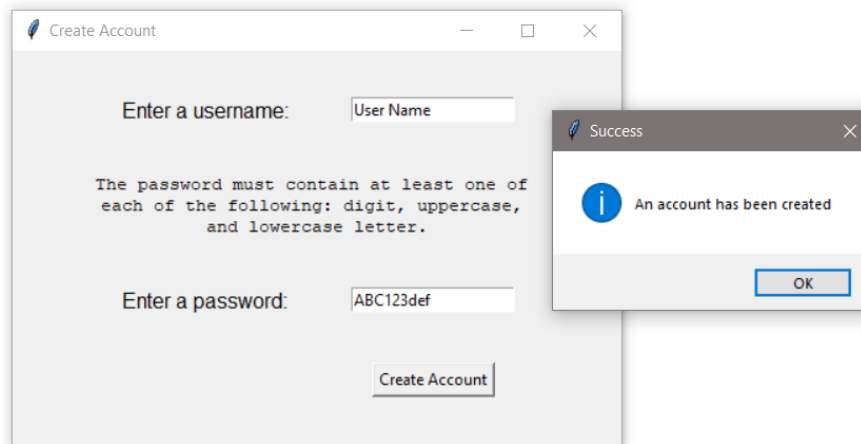 Create Account
Enter a username:
User Name
The password must contain at least one of
each of the following: digit, uppercase,
and lowercase letter.
Enter a password:
ABC123def
Create Account
Success
An account has been created
OK